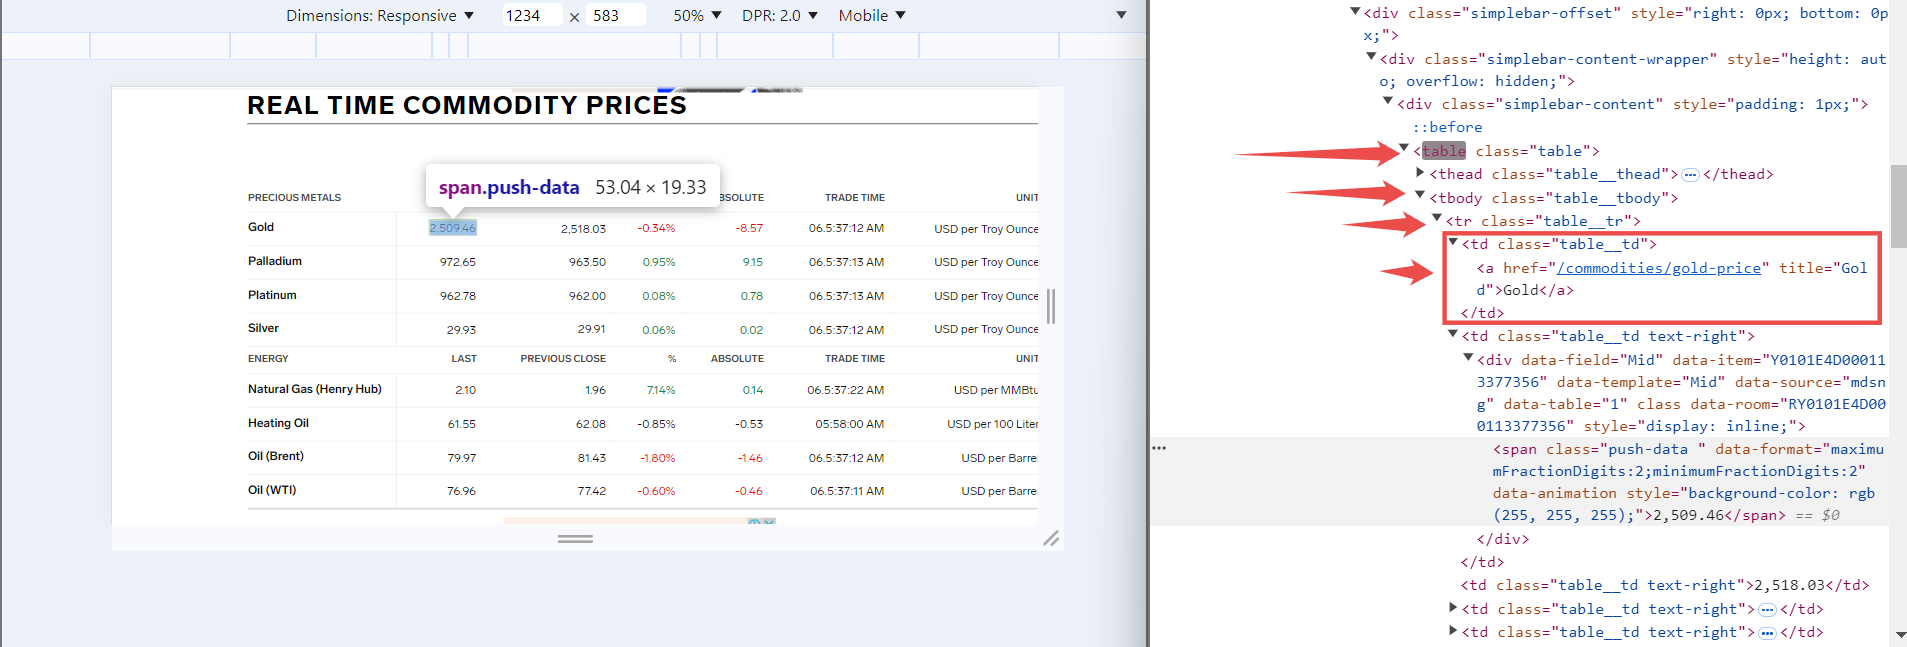 Dimensions: Responsive ▼ 1234 × 583 50% ▼ DPR: 2.0 ▼ Mobile ▼
REAL TIME COMMODITY PRICES
span.push-data 53.04 × 19.33
PRECIOUS METALS BSOLUTE TRADE TIME UNIT
Gold 2,509.46 2,518.03 -0.34% -8.57 06.5:37:12 AM USD per Troy Ounce
Palladium 972.65 963.50 0.95% 9.15 06.5:37:13 AM USD per Troy Ounce
Platinum 962.78 962.00 0.08% 0.78 06.5:37:13 AM USD per Troy Ounce
Silver 29.93 29.91 0.06% 0.02 06.5:37:12 AM USD per Troy Ounce
ENERGY LAST PREVIOUS CLOSE % ABSOLUTE TRADE TIME UNIT
Natural Gas (Henry Hub) 2.10 1.96 7.14% 0.14 06.5:37:22 AM USD per MMBtu
Heating Oil 61.55 62.08 -0.85% -0.53 05:58:00 AM USD per 100 Liter
Oil (Brent) 79.97 81.43 -1.80% -1.46 06.5:37:12 AM USD per Barre
Oil (WTI) 76.96 77.42 -0.60% -0.46 06.5:37:11 AM USD per Barre
<div class="simplebar-offset" style="right: 0px; bottom: 0p
x;">
<div class="simplebar-content-wrapper" style="height: aut
o; overflow: hidden;">
<div class="simplebar-content" style="padding: 1px;">
::before
<table class="table">
<thead class="table__thead"> ⋯ </thead>
<tbody class="table__tbody">
<tr class="table__tr">
<td class="table__td">
<a href="/commodities/gold-price" title="Gol
d">Gold</a>
</td>
<td class="table__td text-right">
<div data-field="Mid" data-item="Y0101E4D00011
3377356" data-template="Mid" data-source="mdsn
g" data-table="1" class data-room="RY0101E4D00
0113377356" style="display: inline;">
<span class="push-data " data-format="maximu
mFractionDigits:2;minimumFractionDigits:2"
data-animation style="background-color: rgb
(255, 255, 255);">2,509.46</span> == $0
</div>
</td>
<td class="table__td text-right">2,518.03</td>
<td class="table__td text-right"> ⋯ </td>
<td class="table__td text-right"> ⋯ </td>